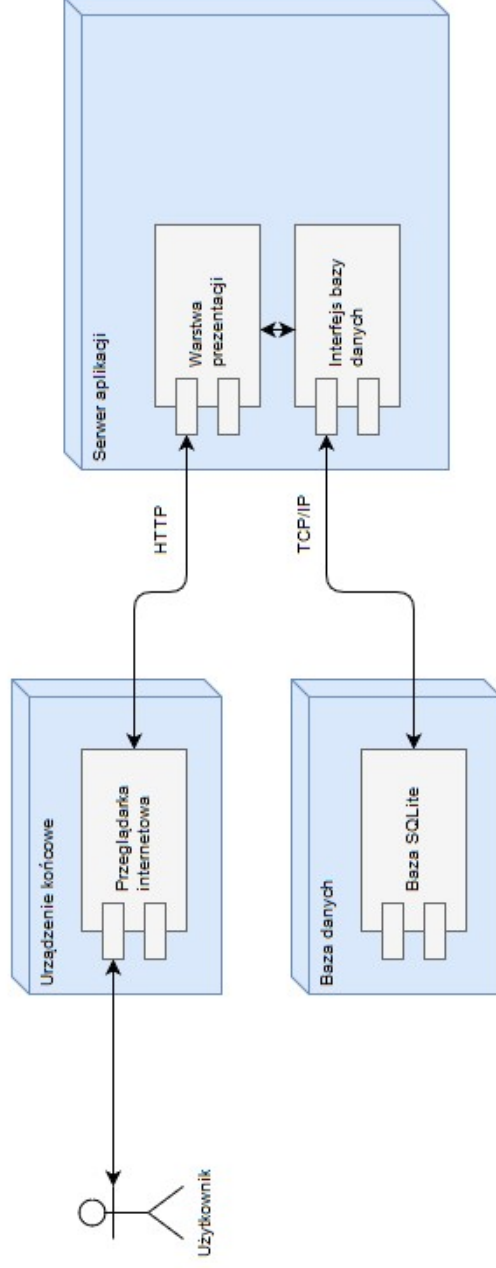 Użytkownik
Urządzenie końcowe
Przeglądarka
internetowa
HTTP
Serwer aplikacji
Warstwa
prezentacji
Interfejs bazy
danych
TCP/IP
Baza danych
Baza SQLite